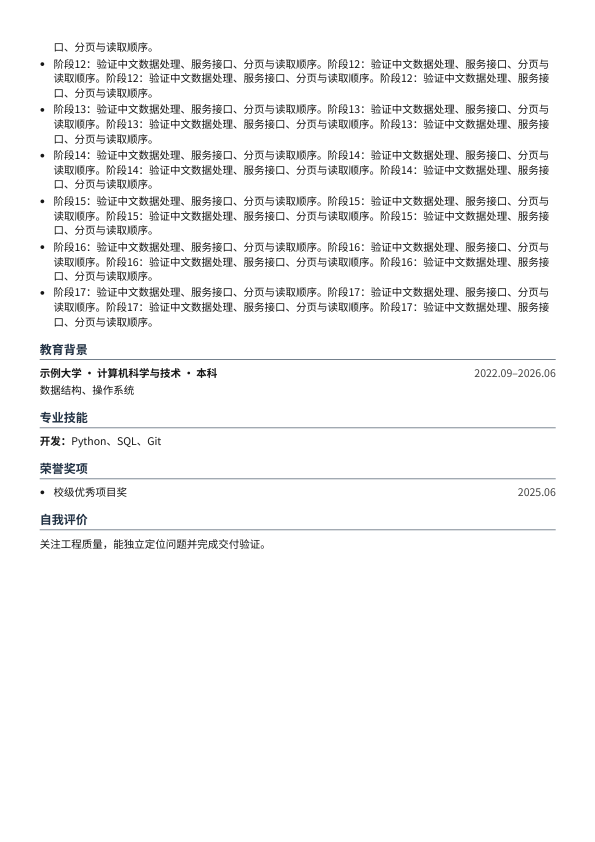 口、分页与读取顺序。
• 阶段12：验证中文数据处理、服务接口、分页与读取顺序。阶段12：验证中文数据处理、服务接口、分页与
读取顺序。阶段12：验证中文数据处理、服务接口、分页与读取顺序。阶段12：验证中文数据处理、服务接
口、分页与读取顺序。
• 阶段13：验证中文数据处理、服务接口、分页与读取顺序。阶段13：验证中文数据处理、服务接口、分页与
读取顺序。阶段13：验证中文数据处理、服务接口、分页与读取顺序。阶段13：验证中文数据处理、服务接
口、分页与读取顺序。
• 阶段14：验证中文数据处理、服务接口、分页与读取顺序。阶段14：验证中文数据处理、服务接口、分页与
读取顺序。阶段14：验证中文数据处理、服务接口、分页与读取顺序。阶段14：验证中文数据处理、服务接
口、分页与读取顺序。
• 阶段15：验证中文数据处理、服务接口、分页与读取顺序。阶段15：验证中文数据处理、服务接口、分页与
读取顺序。阶段15：验证中文数据处理、服务接口、分页与读取顺序。阶段15：验证中文数据处理、服务接
口、分页与读取顺序。
• 阶段16：验证中文数据处理、服务接口、分页与读取顺序。阶段16：验证中文数据处理、服务接口、分页与
读取顺序。阶段16：验证中文数据处理、服务接口、分页与读取顺序。阶段16：验证中文数据处理、服务接
口、分页与读取顺序。
• 阶段17：验证中文数据处理、服务接口、分页与读取顺序。阶段17：验证中文数据处理、服务接口、分页与
读取顺序。阶段17：验证中文数据处理、服务接口、分页与读取顺序。阶段17：验证中文数据处理、服务接
口、分页与读取顺序。
教育背景
示例大学 · 计算机科学与技术 · 本科 2022.09–2026.06
数据结构、操作系统
专业技能
开发：Python、SQL、Git
荣誉奖项
• 校级优秀项目奖 2025.06
自我评价
关注工程质量，能独立定位问题并完成交付验证。